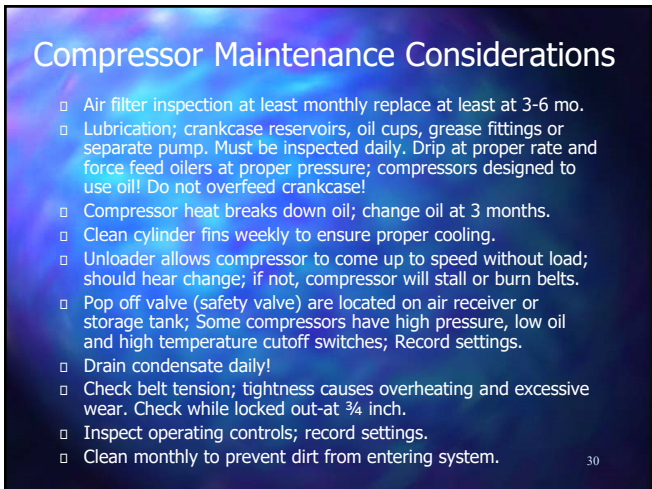 Compressor Maintenance Considerations
Air filter inspection at least monthly replace at least at 3-6 mo.
Lubrication; crankcase reservoirs, oil cups, grease fittings or
separate pump. Must be inspected daily. Drip at proper rate and
force feed oilers at proper pressure; compressors designed to
use oil! Do not overfeed crankcase!
Compressor heat breaks down oil; change oil at 3 months.
Clean cylinder fins weekly to ensure proper cooling.
Unloader allows compressor to come up to speed without load;
should hear change; if not, compressor will stall or burn belts.
Pop off valve (safety valve) are located on air receiver or
storage tank; Some compressors have high pressure, low oil
and high temperature cutoff switches; Record settings.
Drain condensate daily!
Check belt tension; tightness causes overheating and excessive
wear. Check while locked out-at ¾ inch.
Inspect operating controls; record settings.
Clean monthly to prevent dirt from entering system.
30